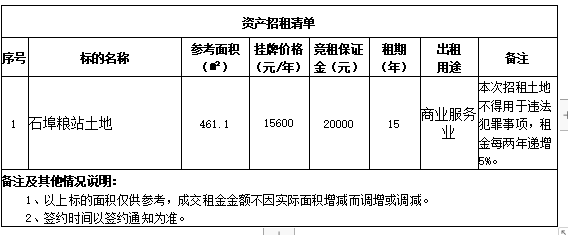 资产招租清单
序号 标的名称 参考面积（m²） 挂牌价格（元/年） 竞租保证金（元） 租期（年） 出租用途 备注
1 石埠粮站土地 461.1 15600 20000 15 商业服务业 本次招租土地不得用于违法犯罪事项，租金每两年递增5%。
备注及其他情况说明：
1、以上标的面积仅供参考，成交租金金额不因实际面积增减而调增或调减。
2、签约时间以签约通知为准。